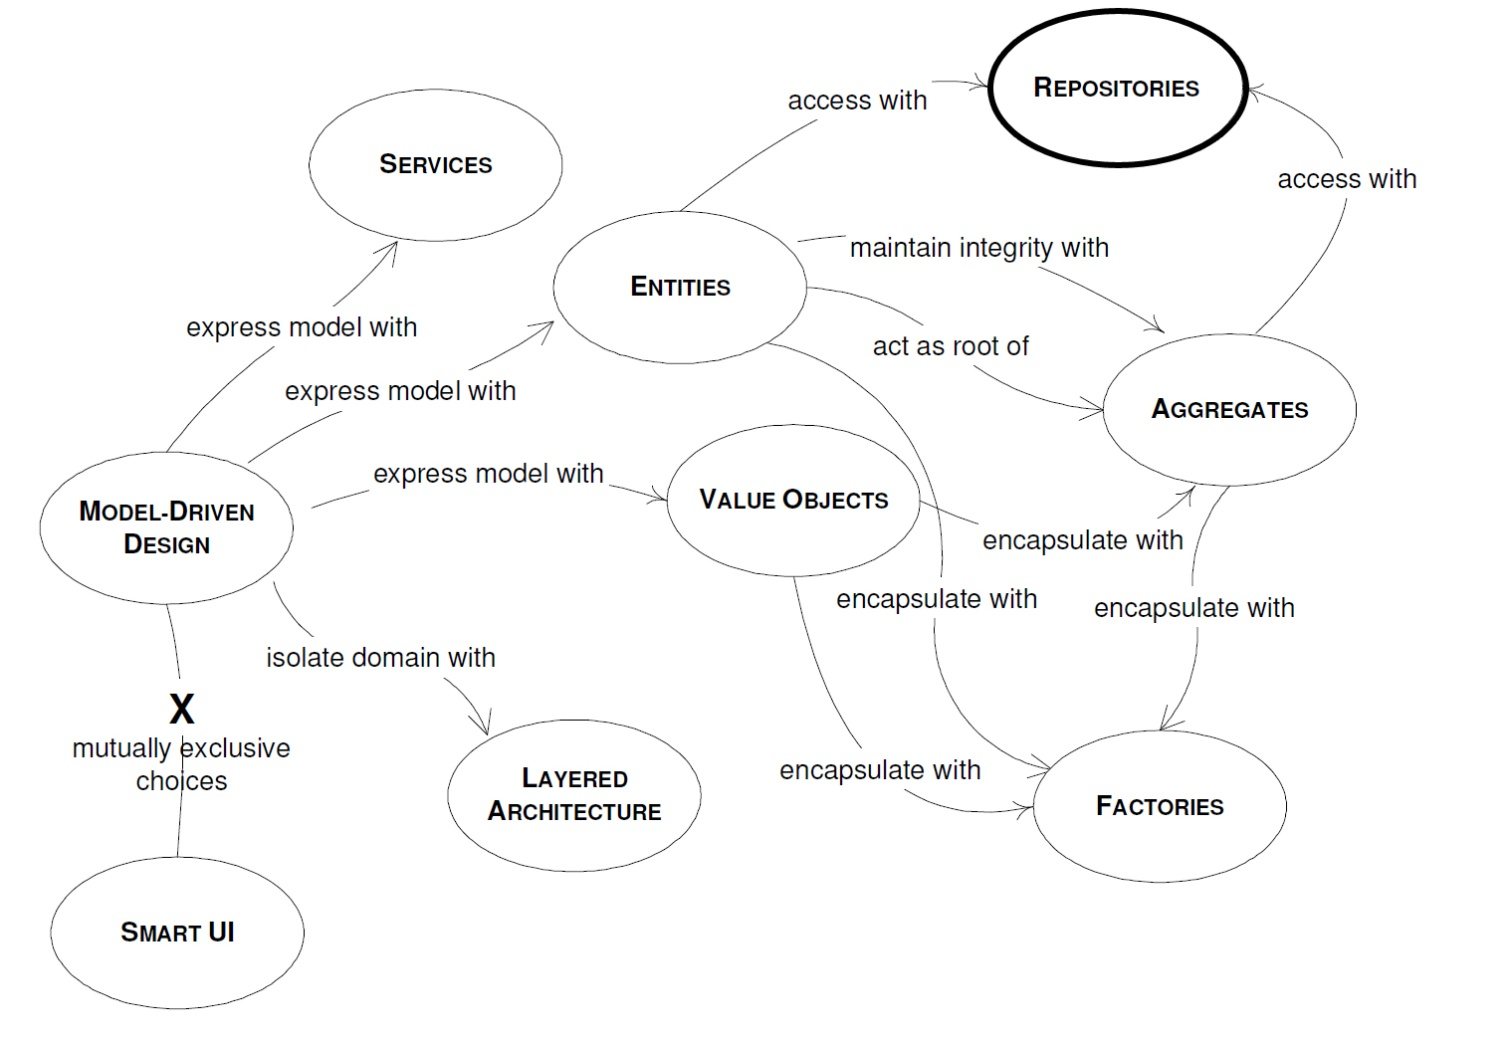 REPOSITORIES
access with
SERVICES
access with
maintain integrity with
ENTITIES
express model with
act as root of
express model with
AGGREGATES
express model with
VALUE OBJECTS
MODEL-DRIVEN
DESIGN
encapsulate with
encapsulate with
encapsulate with
isolate domain with
X
mutually exclusive
choices
encapsulate with
LAYERED
ARCHITECTURE
FACTORIES
SMART UI